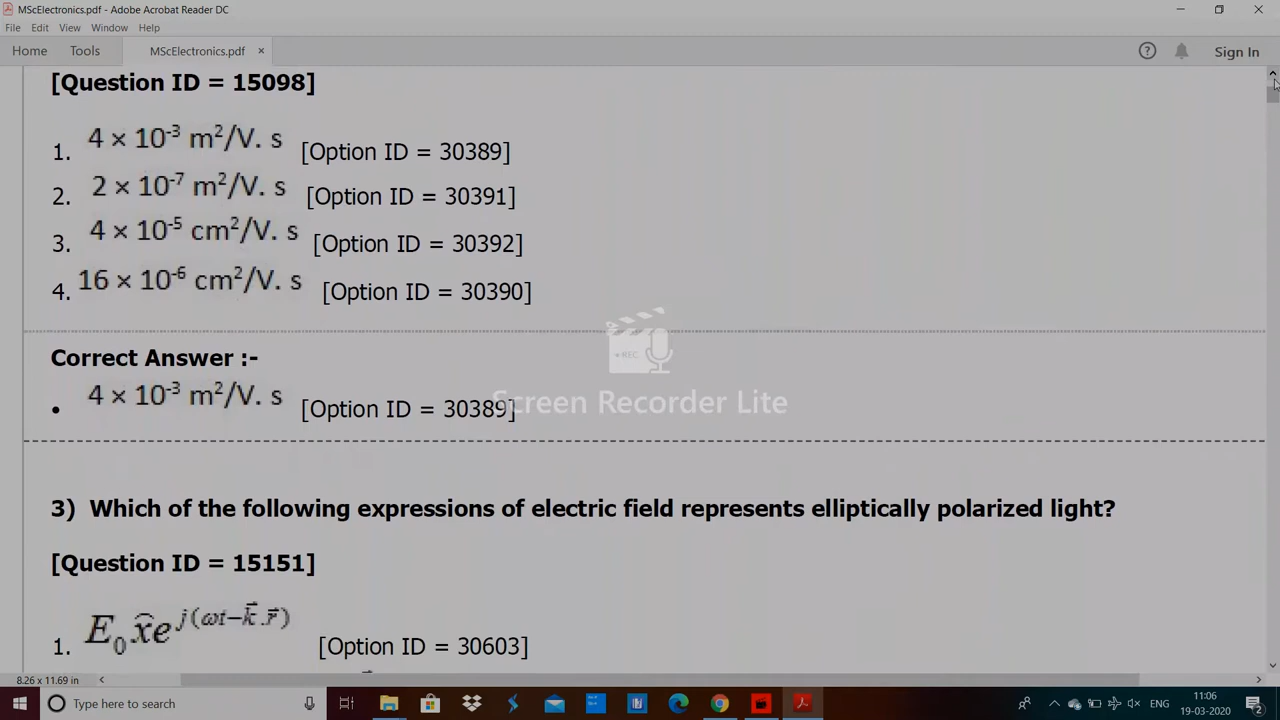 MScElectronics.pdf - Adobe Acrobat Reader DC
File Edit View Window Help
Home Tools MScElectronics.pdf × Sign In
[Question ID = 15098]
1. 4 × 10⁻³ m²/V. s [Option ID = 30389]
2. 2 × 10⁻⁷ m²/V. s [Option ID = 30391]
3. 4 × 10⁻⁵ cm²/V. s [Option ID = 30392]
4. 16 × 10⁻⁶ cm²/V. s [Option ID = 30390]
Correct Answer :-
• 4 × 10⁻³ m²/V. s [Option ID = 30389]
REC
Screen Recorder Lite
3) Which of the following expressions of electric field represents elliptically polarized light?
[Question ID = 15151]
1. E₀x̂e^{j(ωt−k⃗.r⃗)} [Option ID = 30603]
8.26 x 11.69 in
Type here to search
ENG
11:06
19-03-2020
2